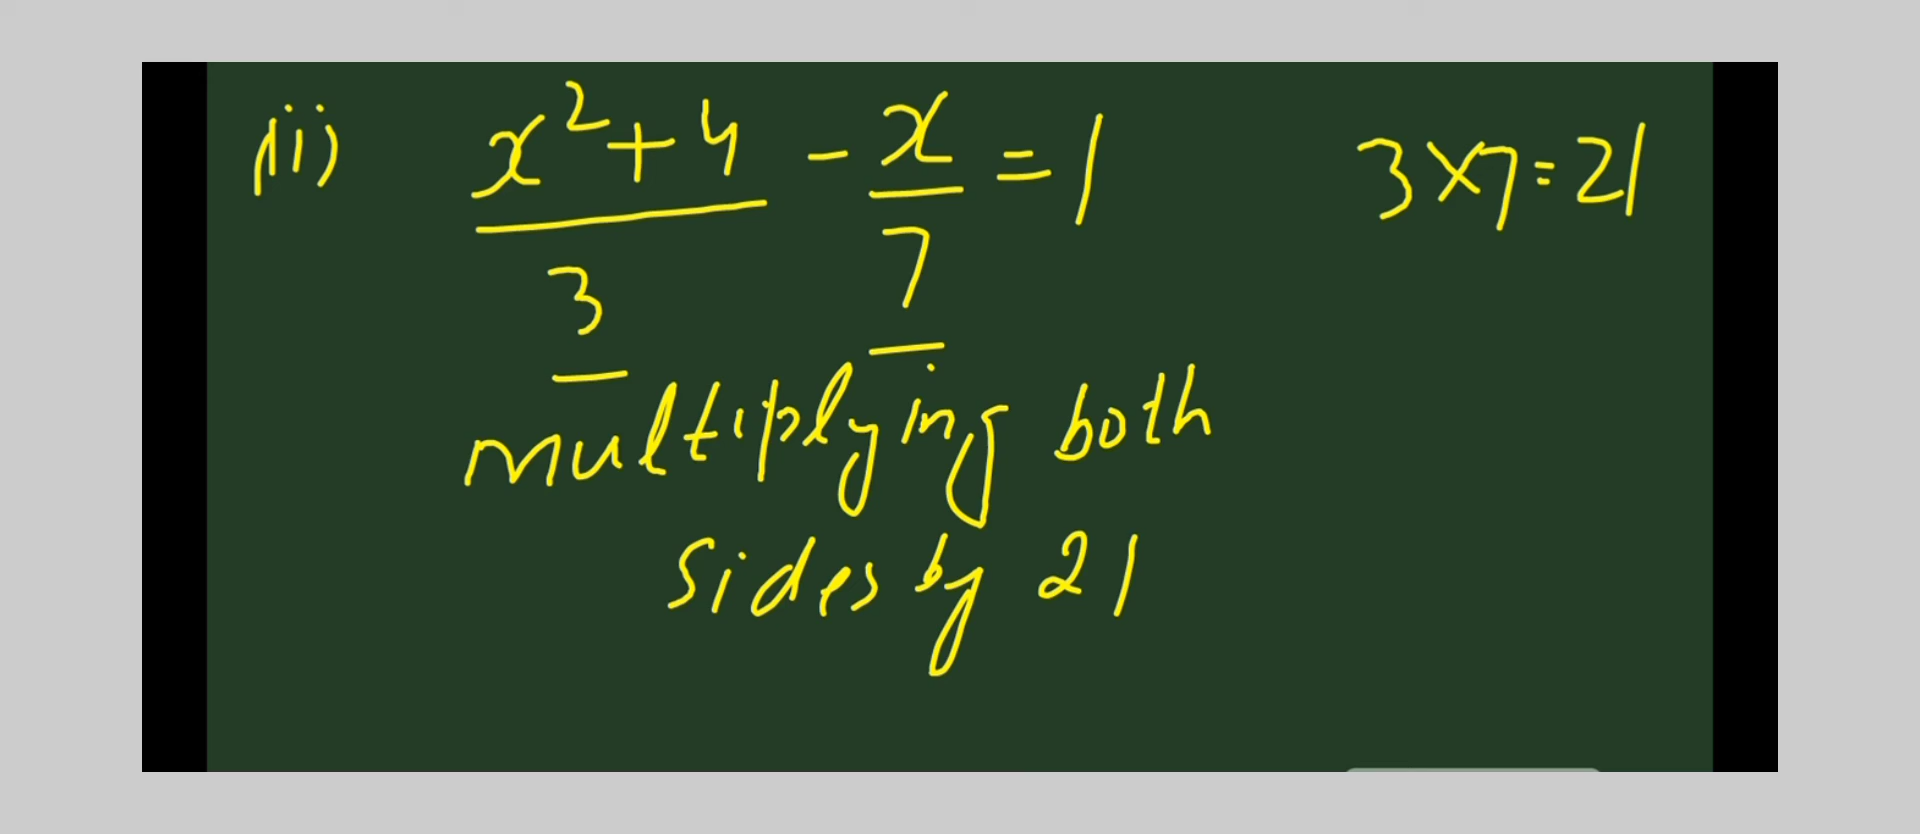 (ii) x²+4/3 - x/7 = 1 3×7=21
multiplying both
sides by 21